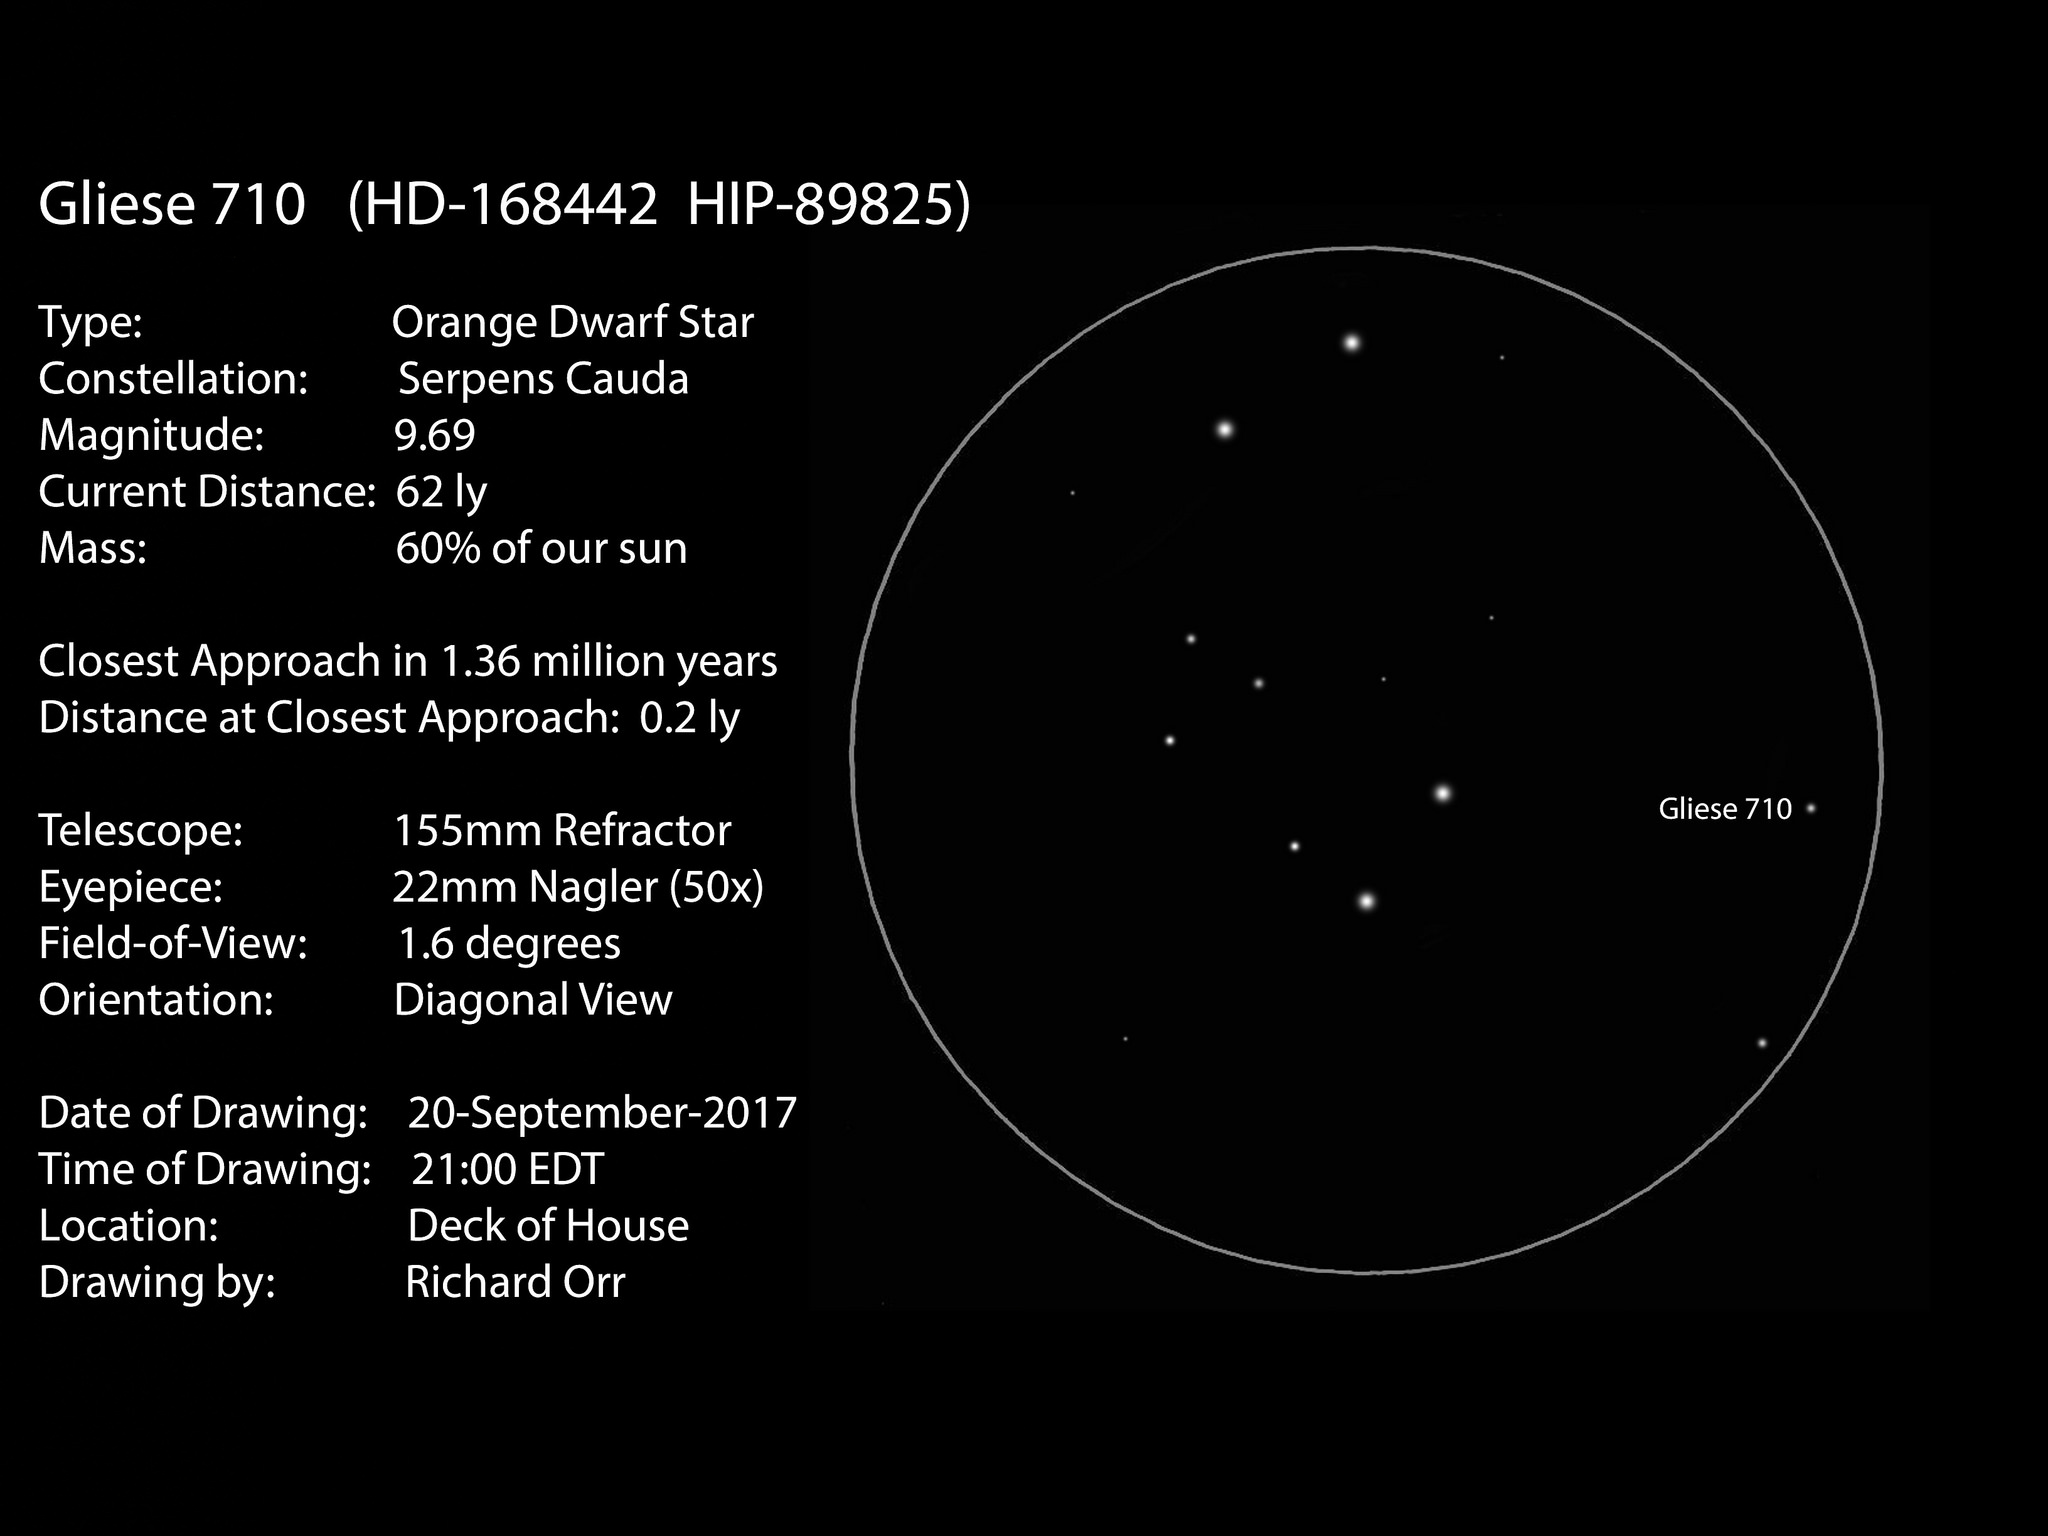 Gliese 710 (HD-168442 HIP-89825)
Type: Orange Dwarf Star
Constellation: Serpens Cauda
Magnitude: 9.69
Current Distance: 62 ly
Mass: 60% of our sun
Closest Approach in 1.36 million years
Distance at Closest Approach: 0.2 ly
Telescope: 155mm Refractor
Eyepiece: 22mm Nagler (50x)
Field-of-View: 1.6 degrees
Orientation: Diagonal View
Date of Drawing: 20-September-2017
Time of Drawing: 21:00 EDT
Location: Deck of House
Drawing by: Richard Orr
Gliese 710